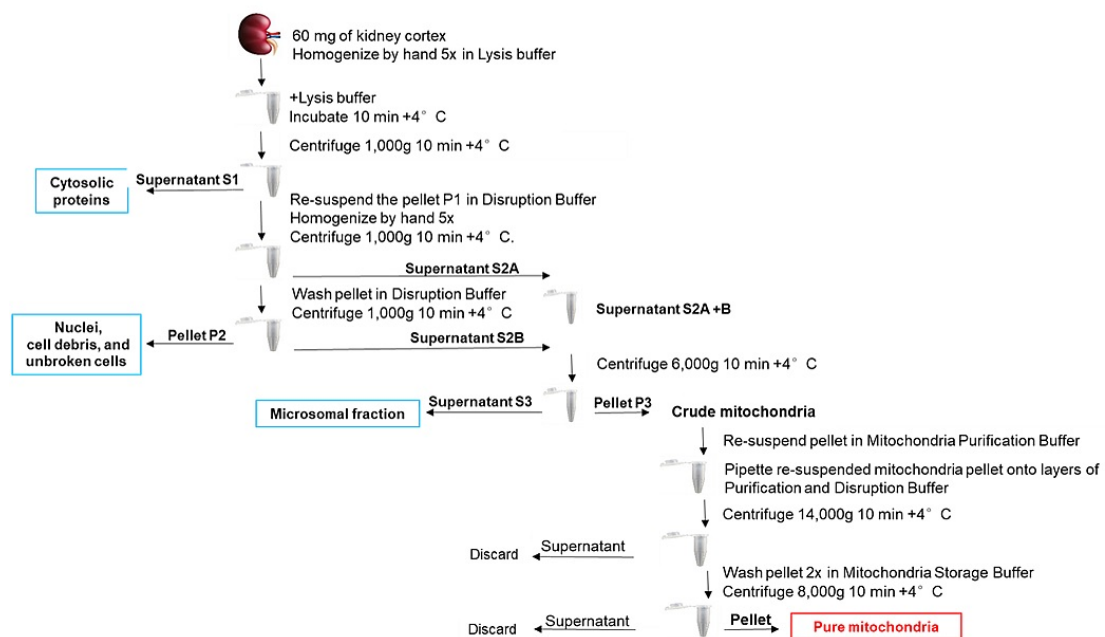 60 mg of kidney cortex
Homogenize by hand 5x in Lysis buffer
+Lysis buffer
Incubate 10 min +4° C
Centrifuge 1,000g 10 min +4° C
Cytosolic
proteins
Supernatant S1
Re-suspend the pellet P1 in Disruption Buffer
Homogenize by hand 5x
Centrifuge 1,000g 10 min +4° C.
Supernatant S2A
Wash pellet in Disruption Buffer
Centrifuge 1,000g 10 min +4° C
Supernatant S2A +B
Nuclei,
cell debris, and
unbroken cells
Pellet P2
Supernatant S2B
Centrifuge 6,000g 10 min +4° C
Microsomal fraction
Supernatant S3
Pellet P3
Crude mitochondria
Re-suspend pellet in Mitochondria Purification Buffer
Pipette re-suspended mitochondria pellet onto layers of
Purification and Disruption Buffer
Centrifuge 14,000g 10 min +4° C
Discard
Supernatant
Wash pellet 2x in Mitochondria Storage Buffer
Centrifuge 8,000g 10 min +4° C
Discard
Supernatant
Pellet
Pure mitochondria